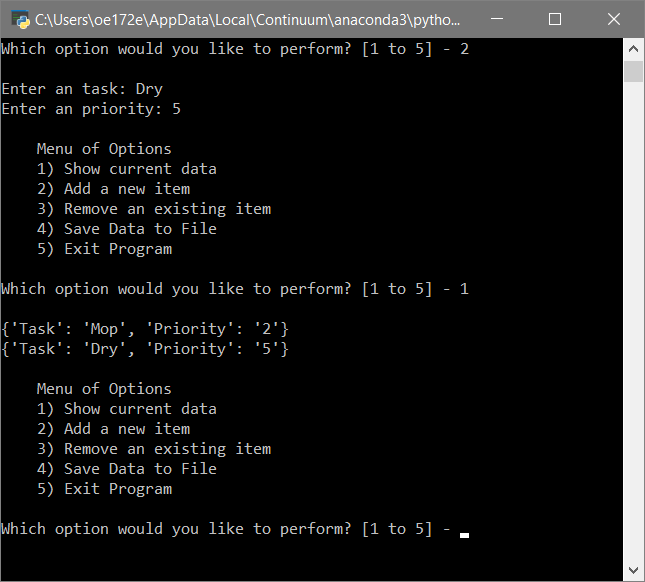 C:\Users\oe172e\AppData\Local\Continuum\anaconda3\pytho...
Which option would you like to perform? [1 to 5] - 2
Enter an task: Dry
Enter an priority: 5
Menu of Options
1) Show current data
2) Add a new item
3) Remove an existing item
4) Save Data to File
5) Exit Program
Which option would you like to perform? [1 to 5] - 1
{'Task': 'Mop', 'Priority': '2'}
{'Task': 'Dry', 'Priority': '5'}
Menu of Options
1) Show current data
2) Add a new item
3) Remove an existing item
4) Save Data to File
5) Exit Program
Which option would you like to perform? [1 to 5] -